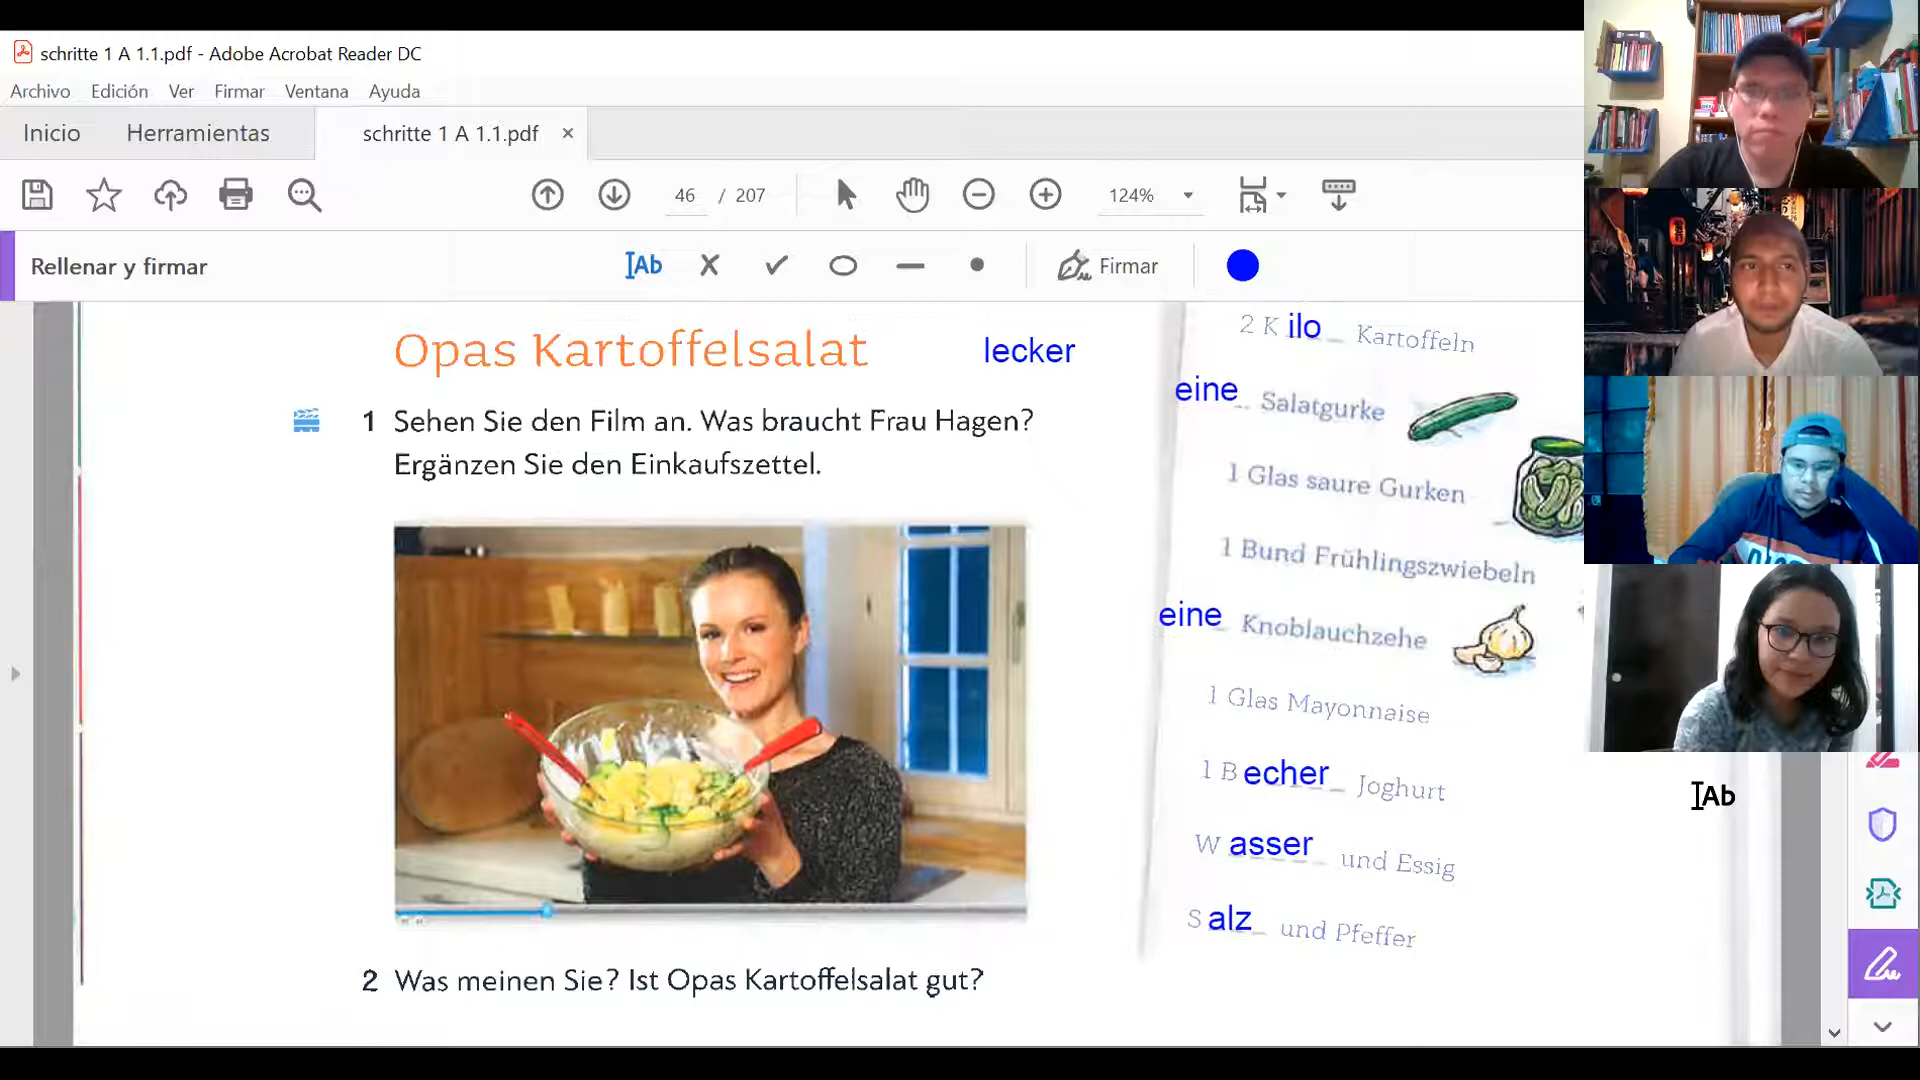 schritte 1 A 1.1.pdf - Adobe Acrobat Reader DC
Archivo Edición Ver Firmar Ventana Ayuda
Inicio Herramientas schritte 1 A 1.1.pdf ×
46 / 207 124%
Rellenar y firmar Ab Firmar
Opas Kartoffelsalat lecker
1 Sehen Sie den Film an. Was braucht Frau Hagen?
Ergänzen Sie den Einkaufszettel.
2 Was meinen Sie? Ist Opas Kartoffelsalat gut?
2 Kilo Kartoffeln
eine Salatgurke
1 Glas saure Gurken
1 Bund Frühlingszwiebeln
eine Knoblauchzehe
1 Glas Mayonnaise
1 Becher Joghurt
Wasser und Essig
Salz und Pfeffer
Ab